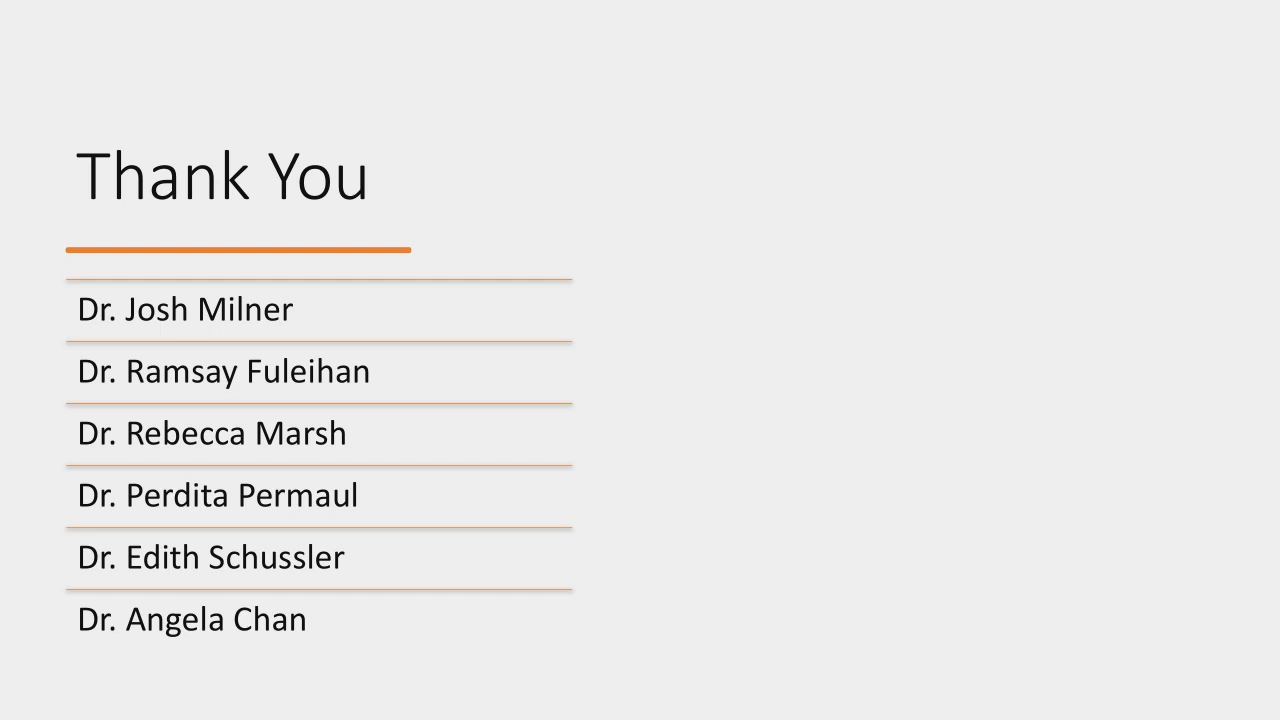 Thank You
Dr. Josh Milner
Dr. Ramsay Fuleihan
Dr. Rebecca Marsh
Dr. Perdita Permaul
Dr. Edith Schussler
Dr. Angela Chan